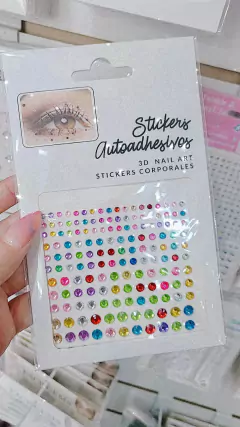 Stickers
Autoadhesivos
3D NAIL ART
STICKERS CORPORALES